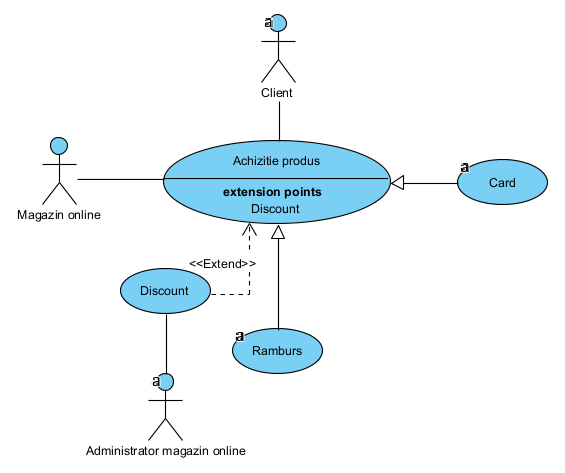 a
Client
Magazin online
Achizitie produs
extension points
Discount
a
Card
<<Extend>>
Discount
a
Ramburs
a
Administrator magazin online